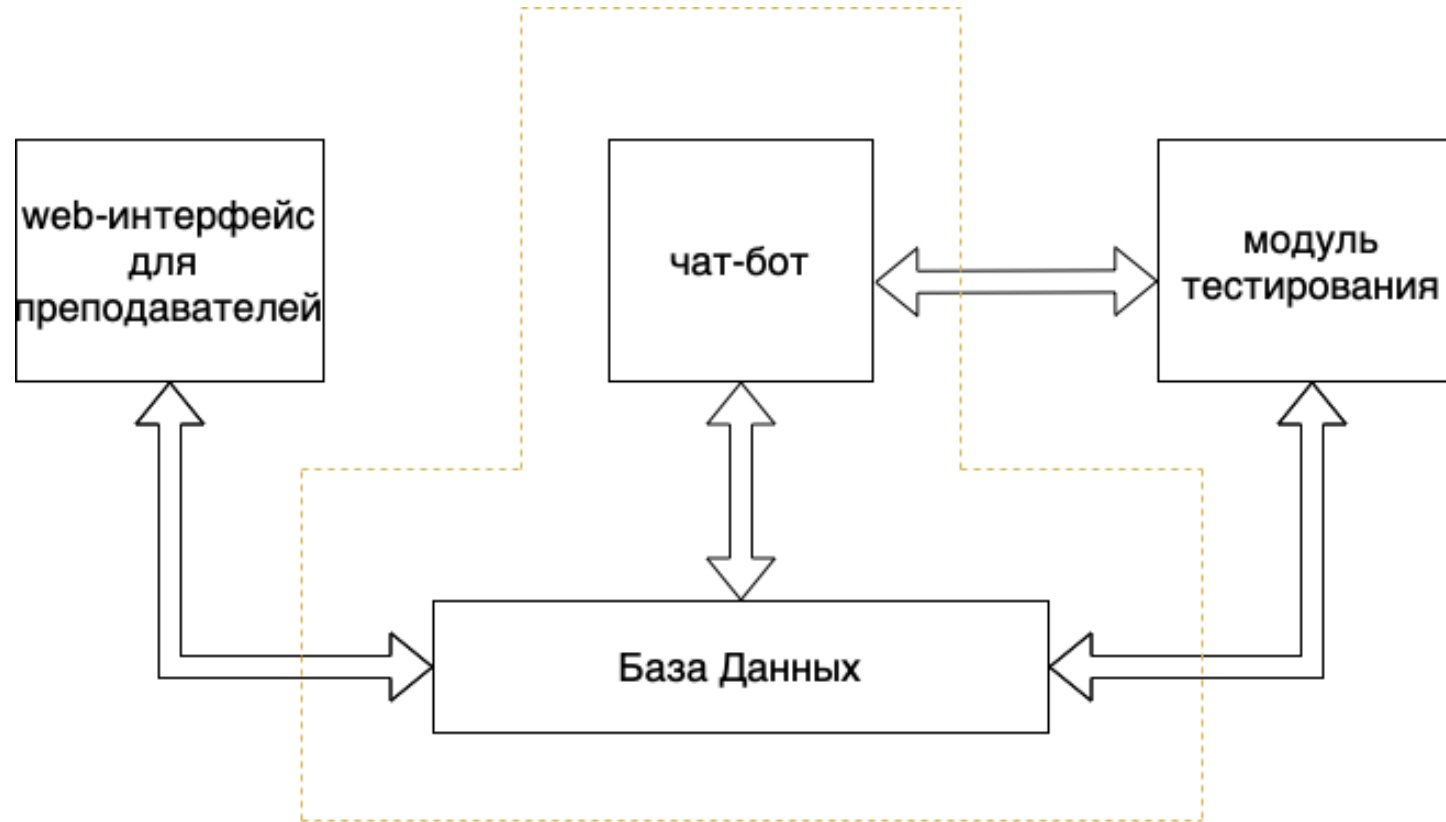 web-интерфейс
для
преподавателей
чат-бот
модуль
тестирования
База Данных